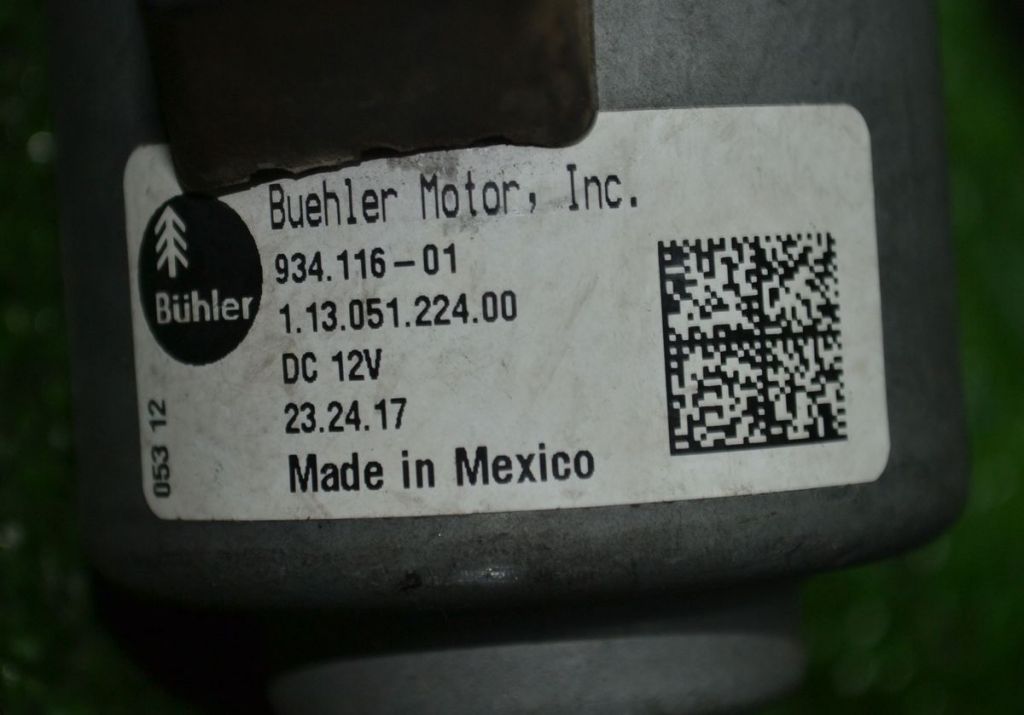 Buehler Motor, Inc.
934.116-01
1.13.051.224.00
DC 12V
23.24.17
Made in Mexico
Bühler
053 12